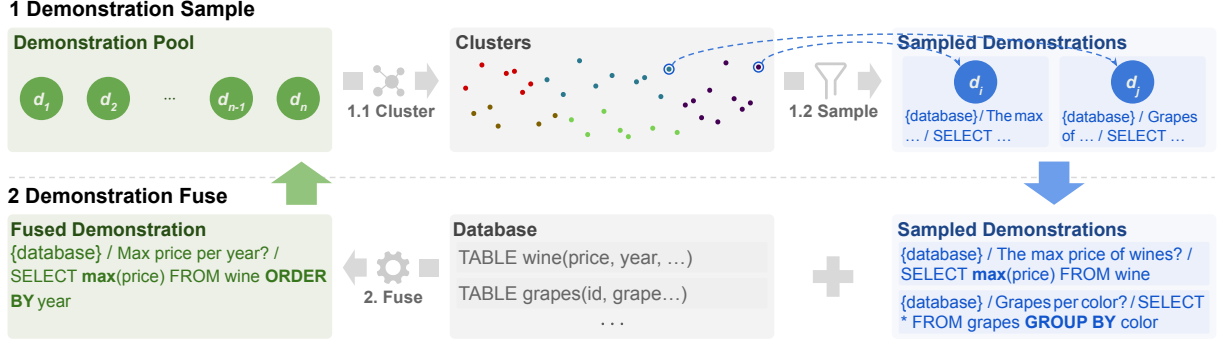 1 Demonstration Sample
Demonstration Pool
d1
d2
...
dn-1
dn
1.1 Cluster
Clusters
1.2 Sample
Sampled Demonstrations
di
dj
{database} / The max
... / SELECT ...
{database} / Grapes
of ... / SELECT ...
2 Demonstration Fuse
Fused Demonstration
{database} / Max price per year? /
SELECT max(price) FROM wine ORDER
BY year
2. Fuse
Database
TABLE wine(price, year, ...)
TABLE grapes(id, grape...)
...
Sampled Demonstrations
{database} / The max price of wines? /
SELECT max(price) FROM wine
{database} / Grapes per color? / SELECT
* FROM grapes GROUP BY color